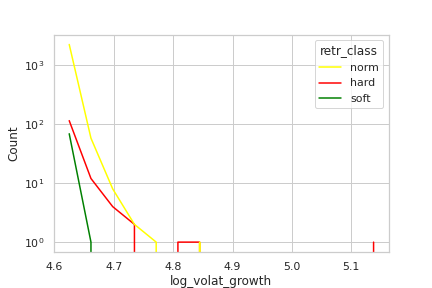 retr_class
norm
hard
soft
10³
10²
10¹
10⁰
Count
4.6 4.7 4.8 4.9 5.0 5.1
log_volat_growth